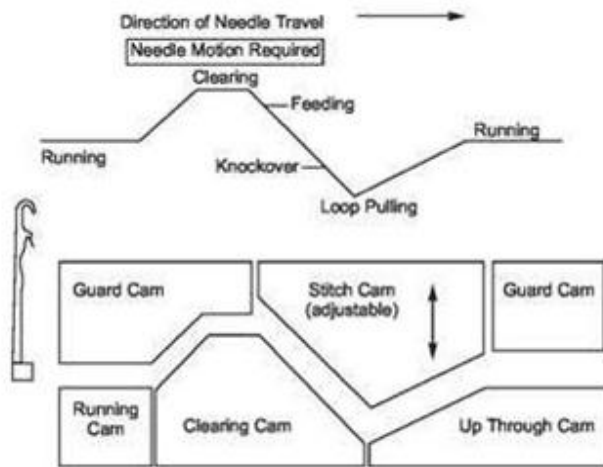 Direction of Needle Travel
Needle Motion Required
Clearing
Feeding
Running
Running
Knockover
Loop Pulling
Guard Cam
Stitch Cam
(adjustable)
Guard Cam
Running
Cam
Clearing Cam
Up Through Cam